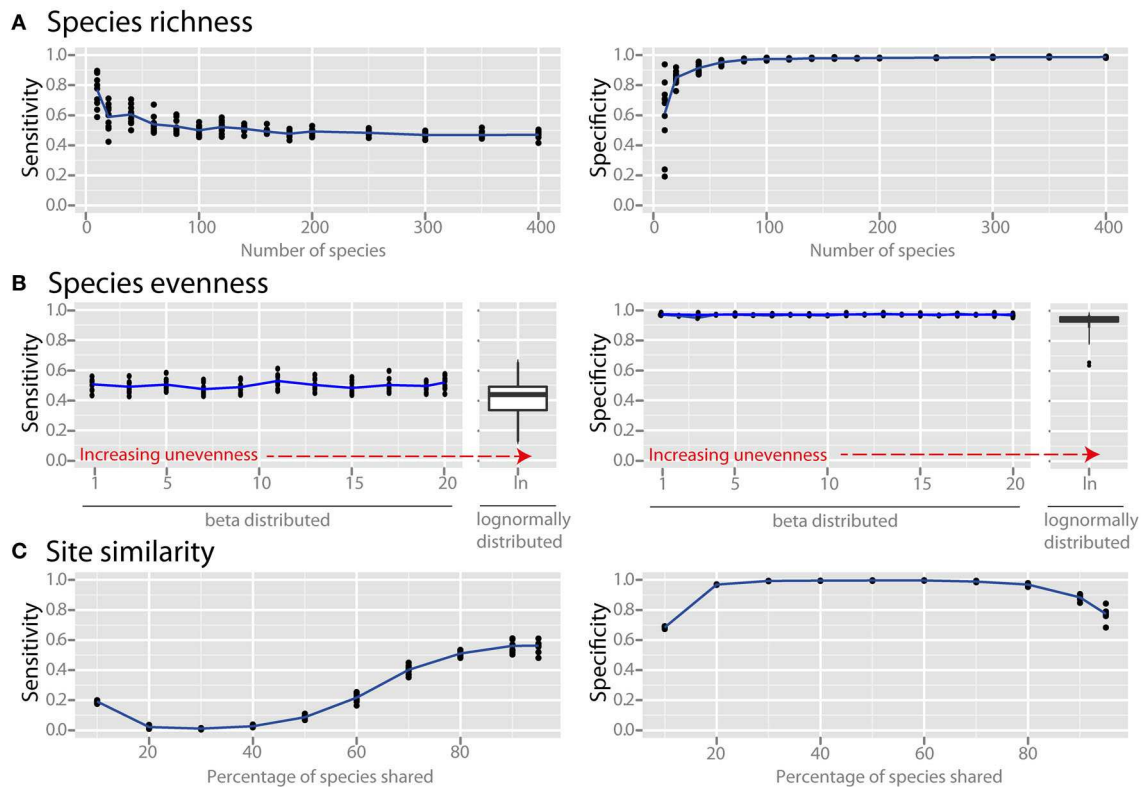 A Species richness
Sensitivity
1.0
0.8
0.6
0.4
0.2
0.0
0 100 200 300 400
Number of species
Specificity
1.0
0.8
0.6
0.4
0.2
0.0
0 100 200 300 400
Number of species
B Species evenness
Sensitivity
1.0
0.8
0.6
0.4
0.2
0.0
Increasing unevenness
1 5 10 15 20 ln
beta distributed
lognormally
distributed
Specificity
1.0
0.8
0.6
0.4
0.2
0.0
Increasing unevenness
1 5 10 15 20 ln
beta distributed
lognormally
distributed
C Site similarity
Sensitivity
1.0
0.8
0.6
0.4
0.2
0.0
20 40 60 80
Percentage of species shared
Specificity
1.0
0.8
0.6
0.4
0.2
0.0
20 40 60 80
Percentage of species shared